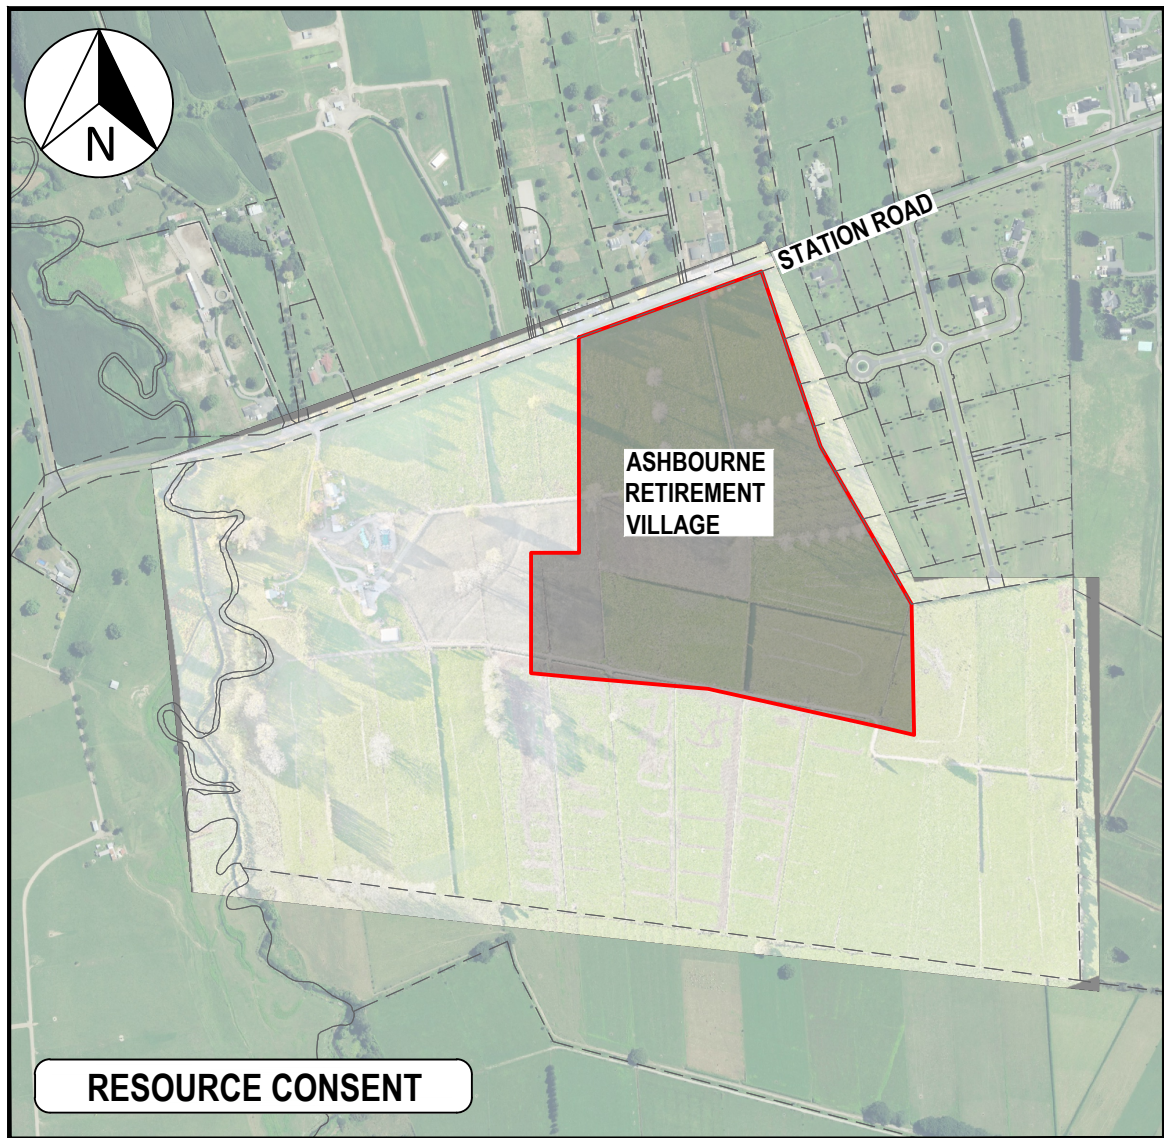 N
STATION ROAD
ASHBOURNE
RETIREMENT
VILLAGE
RESOURCE CONSENT